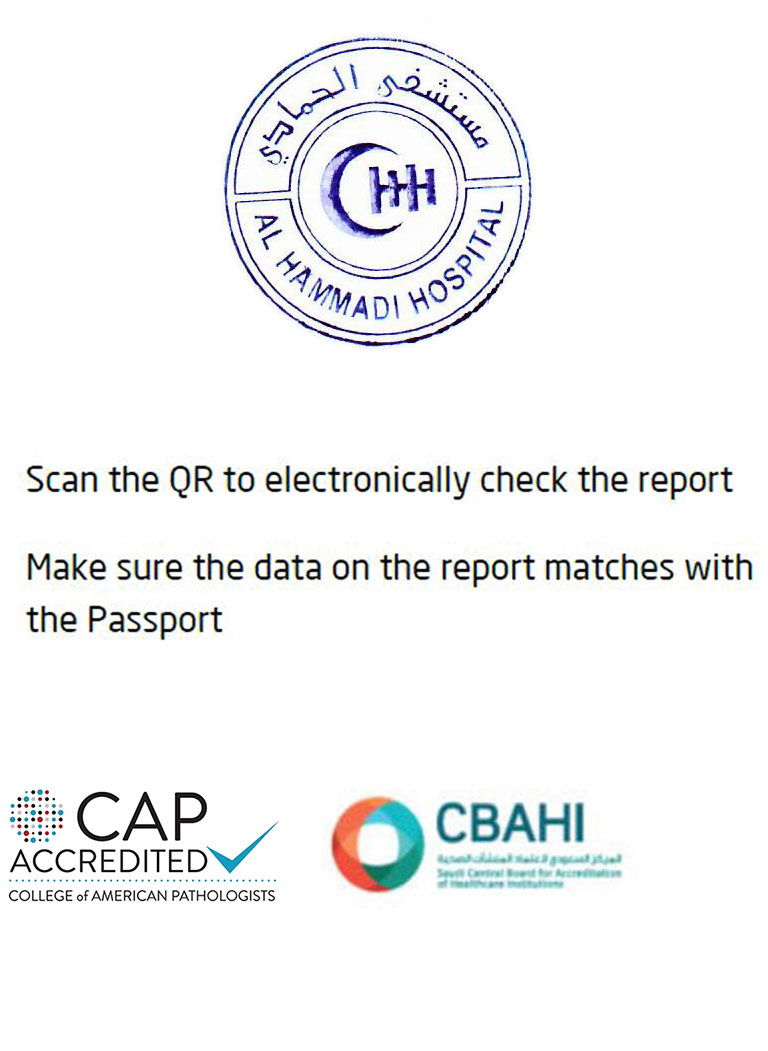 مستشفى الحمادي
HH
AL HAMMADI HOSPITAL
Scan the QR to electronically check the report
Make sure the data on the report matches with
the Passport
CAP
ACCREDITED
COLLEGE of AMERICAN PATHOLOGISTS
CBAHI
المركز السعودي لاعتماد المنشآت الصحية
Saudi Central Board for Accreditation
of Healthcare Institutions